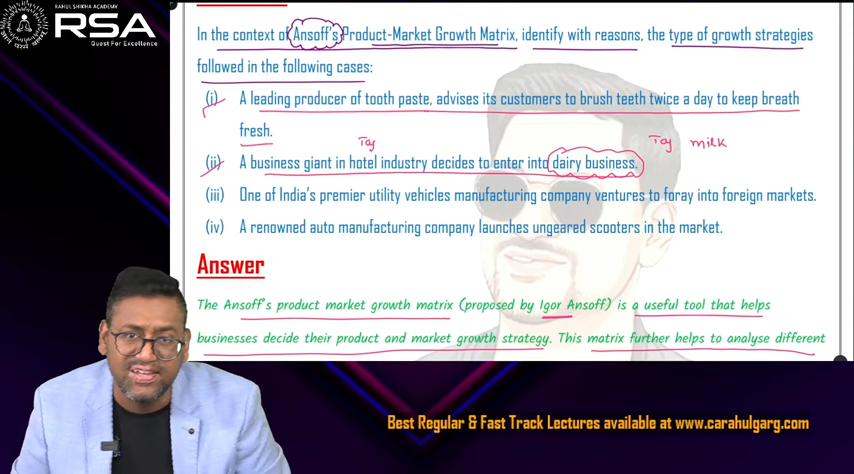 RAHUL SHIKHA ACADEMY
RSA
Quest For Excellence
In the context of Ansoff's Product-Market Growth Matrix, identify with reasons, the type of growth strategies
followed in the following cases:
(i) A leading producer of tooth paste, advises its customers to brush teeth twice a day to keep breath
fresh.
Taj Taj milk
(ii) A business giant in hotel industry decides to enter into dairy business.
(iii) One of India's premier utility vehicles manufacturing company ventures to foray into foreign markets.
(iv) A renowned auto manufacturing company launches ungeared scooters in the market.
Answer
The Ansoff's product market growth matrix (proposed by Igor Ansoff) is a useful tool that helps
businesses decide their product and market growth strategy. This matrix further helps to analyse different
Best Regular & Fast Track Lectures available at www.carahulgarg.com